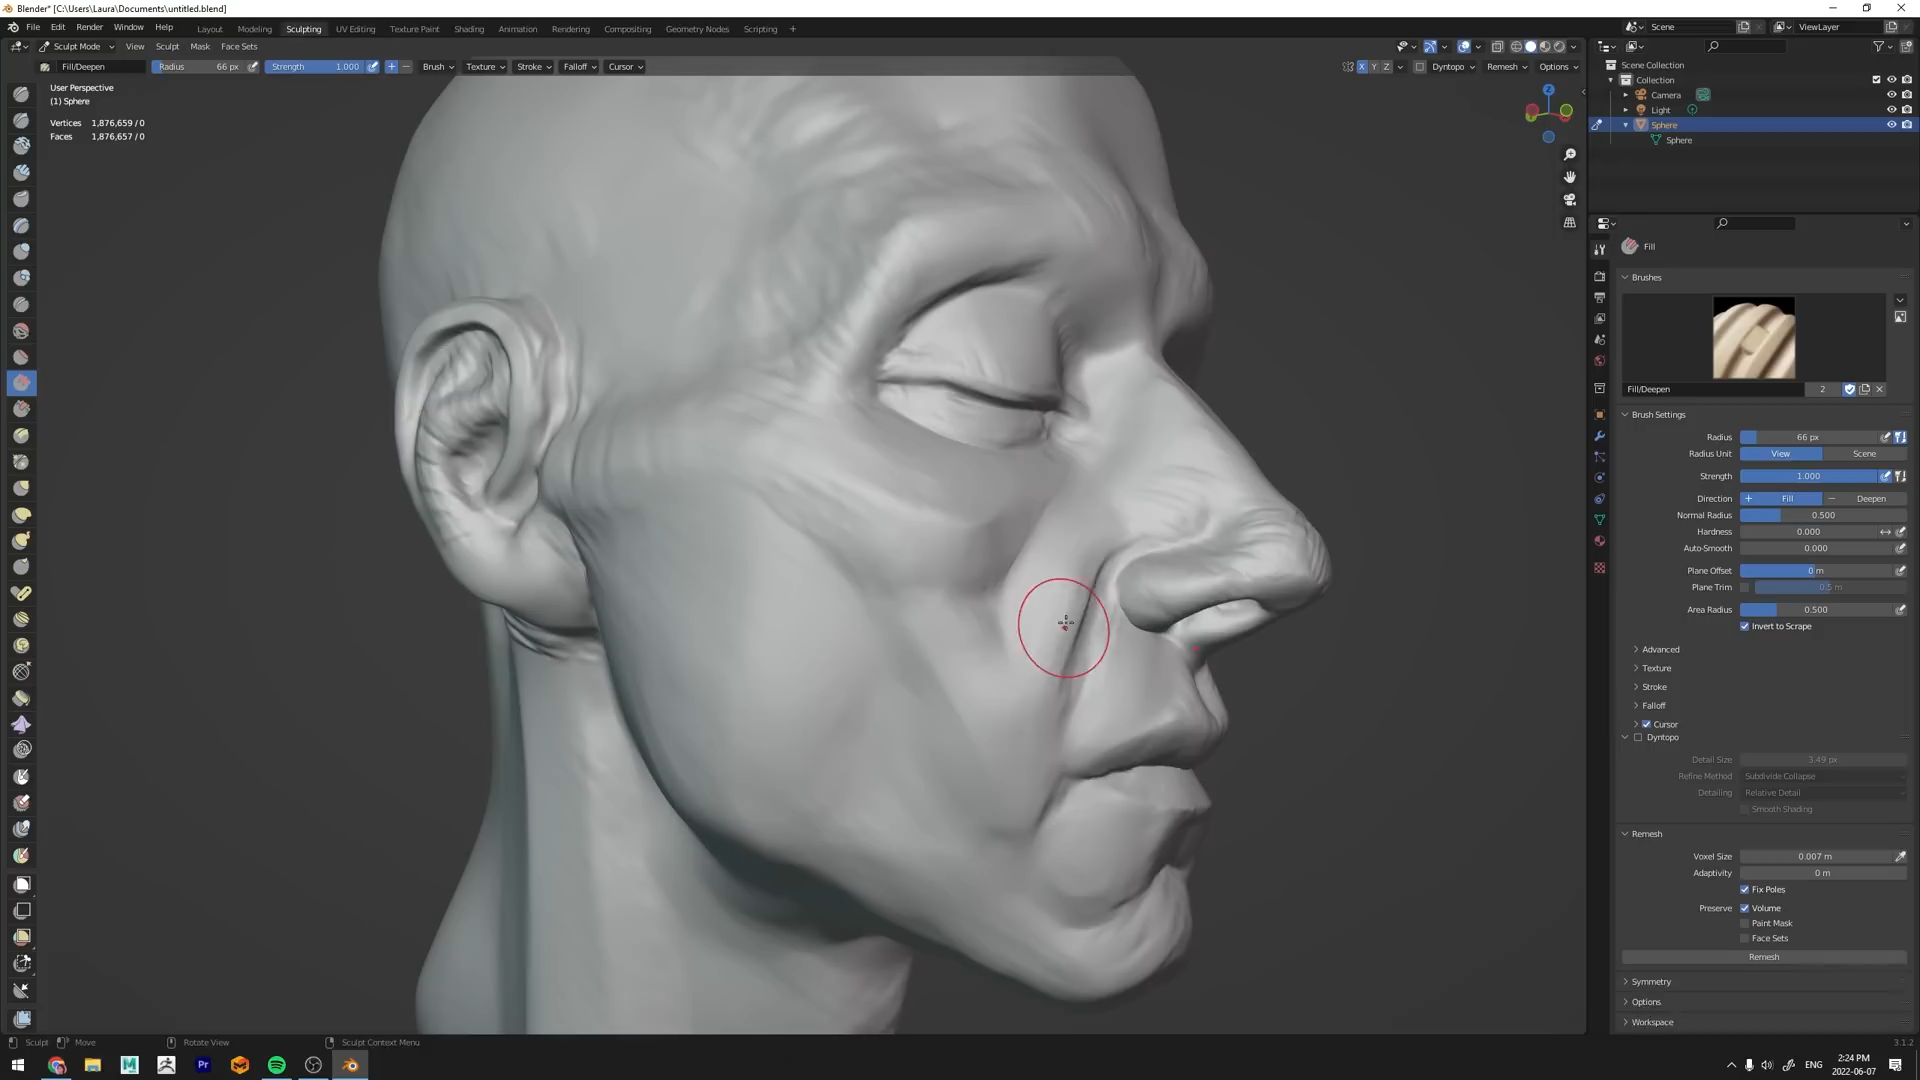 Blender* [C:\Users\Laura\Documents\untitled.blend]
File Edit Render Window Help
Layout Modeling Sculpting UV Editing Texture Paint Shading Animation Rendering Compositing Geometry Nodes Scripting +
Scene
ViewLayer
Sculpt Mode View Sculpt Mask Face Sets
Fill/Deepen Radius 66 px Strength 1.000 Brush Texture Stroke Falloff Cursor
X Y Z Dyntopo Remesh Options
User Perspective
(1) Sphere
Vertices 1,876,659 / 0
Faces 1,876,657 / 0
Z
Scene Collection
Collection
Camera
Light
Sphere
Sphere
Fill
Brushes
Fill/Deepen 2
Brush Settings
Radius 66 px
Radius Unit View Scene
Strength 1.000
Direction + Fill − Deepen
Normal Radius 0.500
Hardness 0.000
Auto-Smooth 0.000
Plane Offset 0 m
Plane Trim 0.5 m
Area Radius 0.500
Invert to Scrape
Advanced
Texture
Stroke
Falloff
Cursor
Dyntopo
Detail Size 3.49 px
Refine Method Subdivide Collapse
Detailing Relative Detail
Smooth Shading
Remesh
Voxel Size 0.007 m
Adaptivity 0 m
Fix Poles
Preserve Volume
Paint Mask
Face Sets
Remesh
Symmetry
Options
Workspace
Sculpt Move Rotate View Sculpt Context Menu 3.1.2
M Pr ENG 2:24 PM
2022-06-07